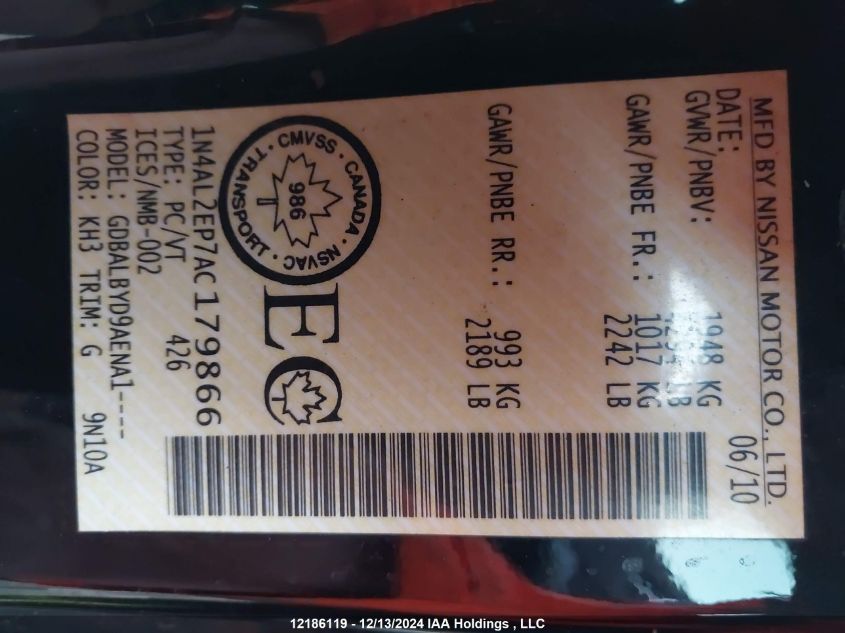 MFD BY NISSAN MOTOR CO., LTD.
DATE: 06/10
GVWR/PNBV: 1948 KG
LB
GAWR/PNBE FR.: 1017 KG
2242 LB
GAWR/PNBE RR.: 993 KG
2189 LB
CMVSS · CANADA · NSVAC · TRANSPORT ·
986
EC
1N4AL2EP7AC179866
TYPE: PC/VT 426
ICES/NMB-002
MODEL: GDBALBYD9AENA1----
COLOR: KH3 TRIM: G 9N10A
12186119 - 12/13/2024 IAA Holdings , LLC